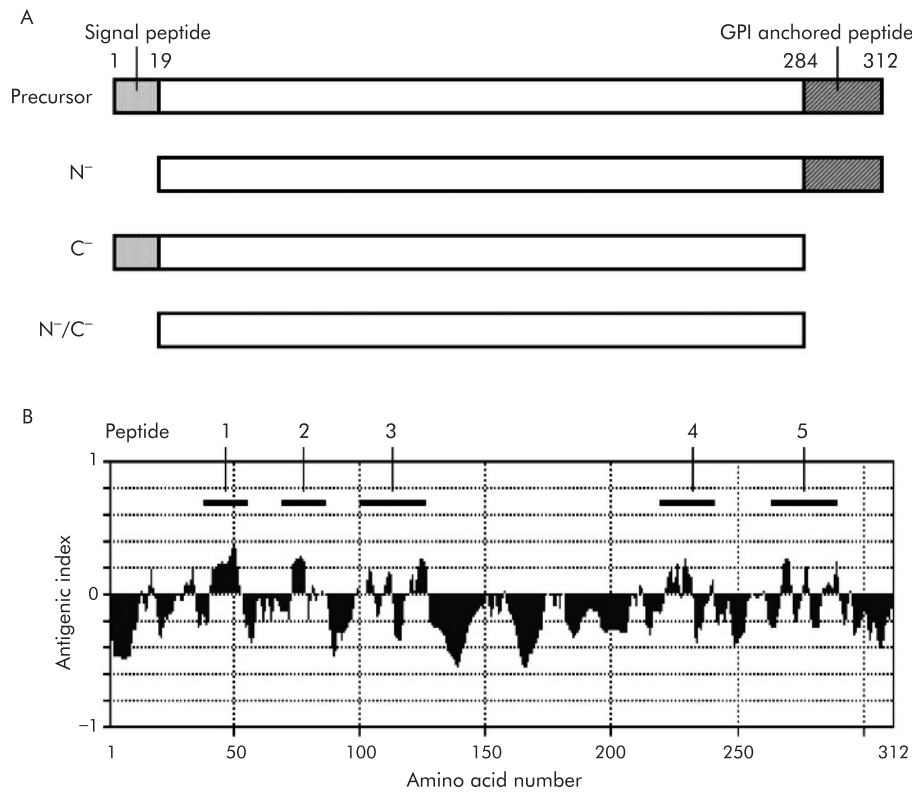 A
Signal peptide GPI anchored peptide
1 19 284 312
Precursor
N⁻
C⁻
N⁻/C⁻
B
Peptide 1 2 3 4 5
1
0
−1
Antigenic index
1 50 100 150 200 250 312
Amino acid number